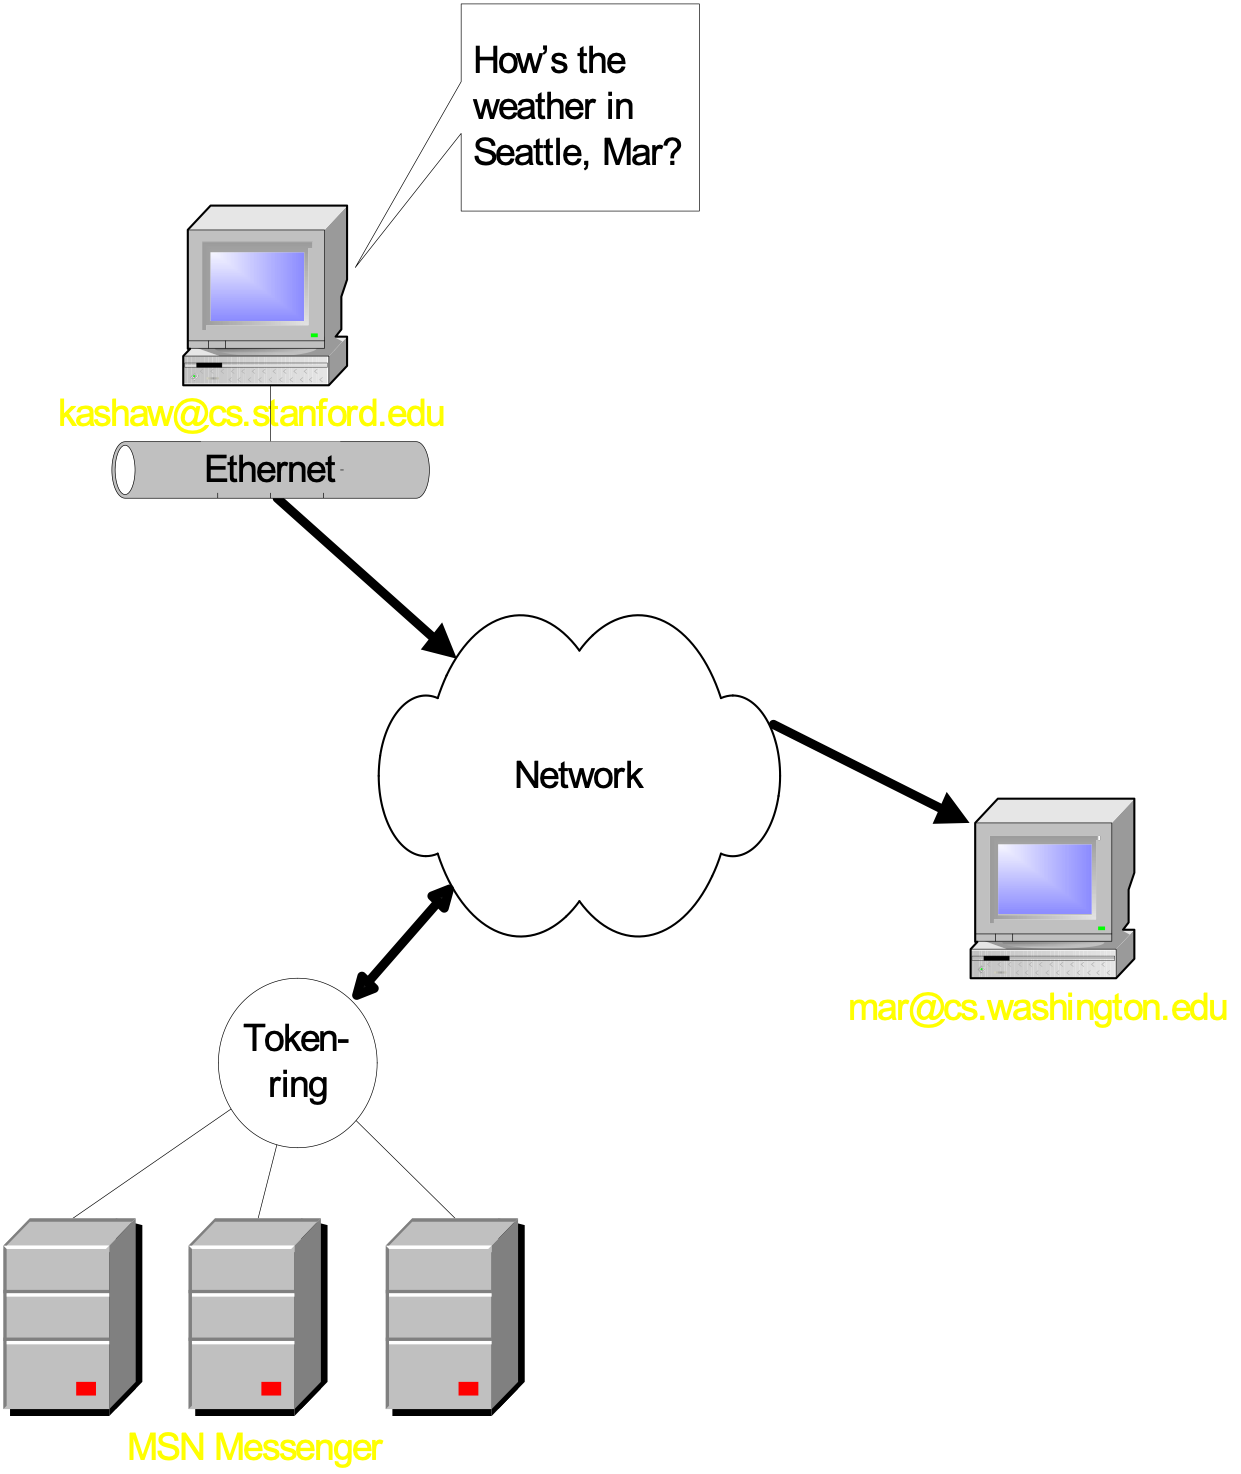 How’s the
weather in
Seattle, Mar?
kashaw@cs.stanford.edu
Ethernet
Network
mar@cs.washington.edu
Token-
ring
MSN Messenger